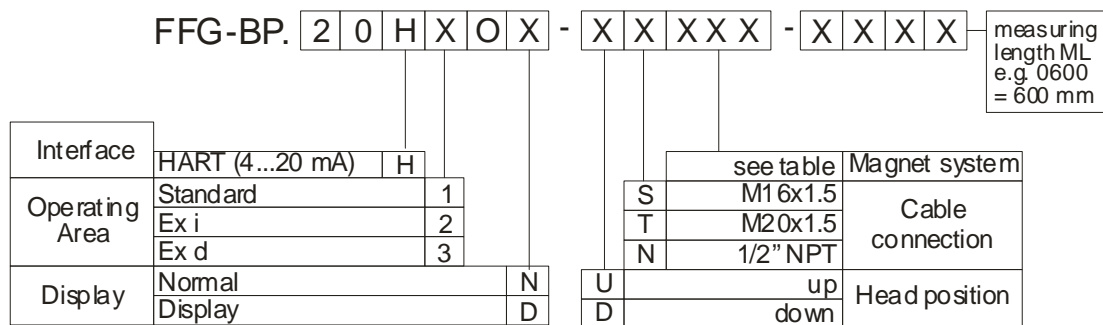 FFG-BP. 2 0 H X O X - X X XXX - X X X X
measuring
length ML
e.g. 0600
= 600 mm
Interface
HART (4...20 mA) H
Operating
Area
Standard 1
Ex i 2
Ex d 3
Display
Normal N
Display D
see table Magnet system
S M16x1.5
T M20x1.5
N 1/2” NPT
Cable
connection
U up
D down
Head position